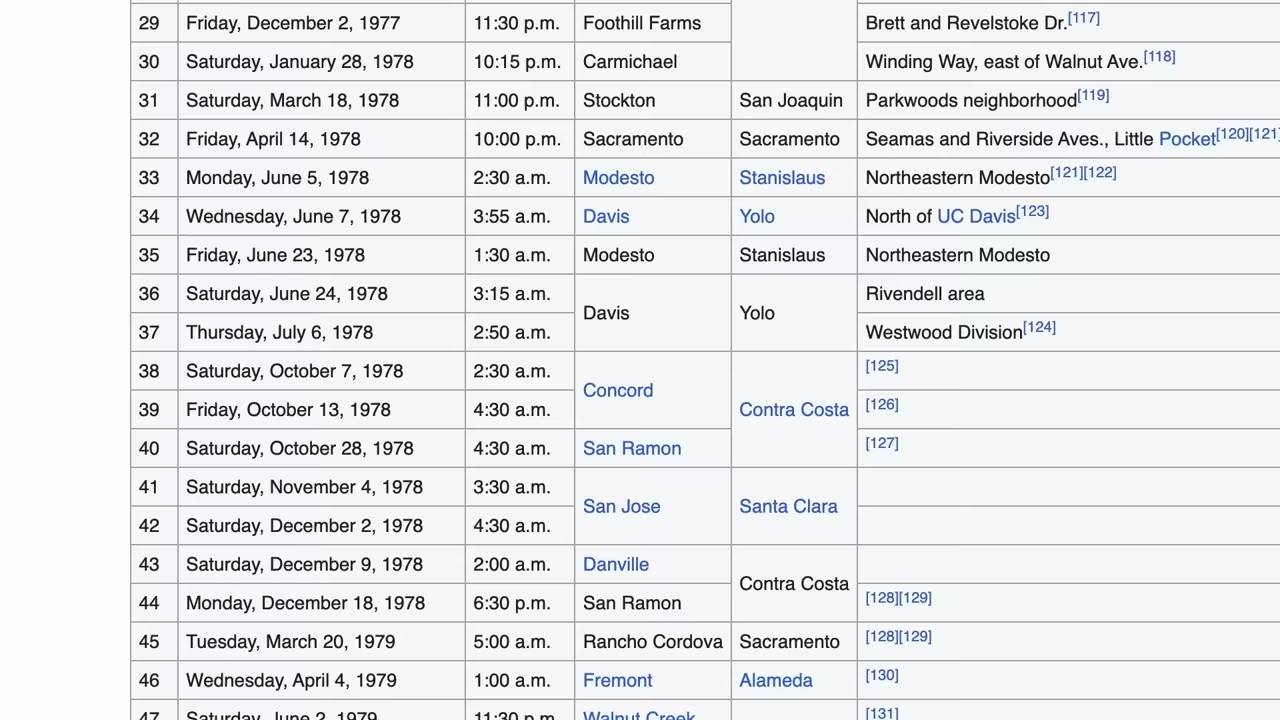 29 Friday, December 2, 1977 11:30 p.m. Foothill Farms Brett and Revelstoke Dr.[117]
30 Saturday, January 28, 1978 10:15 p.m. Carmichael Winding Way, east of Walnut Ave.[118]
31 Saturday, March 18, 1978 11:00 p.m. Stockton San Joaquin Parkwoods neighborhood[119]
32 Friday, April 14, 1978 10:00 p.m. Sacramento Sacramento Seamas and Riverside Aves., Little Pocket[120][121]
33 Monday, June 5, 1978 2:30 a.m. Modesto Stanislaus Northeastern Modesto[121][122]
34 Wednesday, June 7, 1978 3:55 a.m. Davis Yolo North of UC Davis[123]
35 Friday, June 23, 1978 1:30 a.m. Modesto Stanislaus Northeastern Modesto
36 Saturday, June 24, 1978 3:15 a.m. Rivendell area
Davis Yolo
37 Thursday, July 6, 1978 2:50 a.m. Westwood Division[124]
38 Saturday, October 7, 1978 2:30 a.m. [125]
Concord
39 Friday, October 13, 1978 4:30 a.m. Contra Costa [126]
40 Saturday, October 28, 1978 4:30 a.m. San Ramon [127]
41 Saturday, November 4, 1978 3:30 a.m.
San Jose Santa Clara
42 Saturday, December 2, 1978 4:30 a.m.
43 Saturday, December 9, 1978 2:00 a.m. Danville
Contra Costa
44 Monday, December 18, 1978 6:30 p.m. San Ramon [128][129]
45 Tuesday, March 20, 1979 5:00 a.m. Rancho Cordova Sacramento [128][129]
46 Wednesday, April 4, 1979 1:00 a.m. Fremont Alameda [130]
47 Saturday, June 2, 1979 11:30 p.m. Walnut Creek [131]